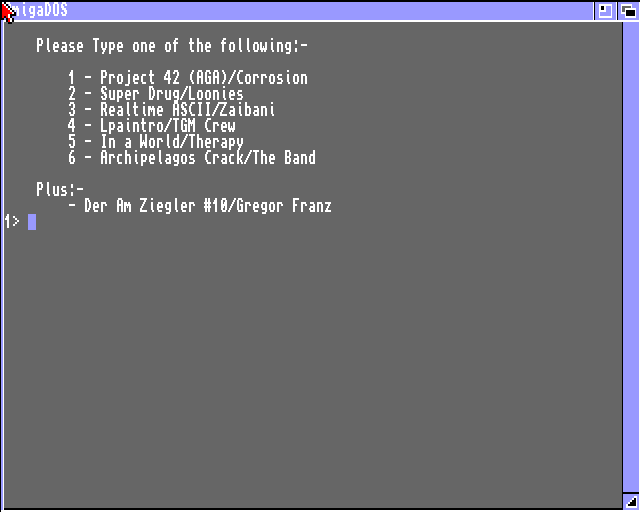 migaDOS
Please Type one of the following:-
1 - Project 42 (AGA)/Corrosion
2 - Super Drug/Loonies
3 - Realtime ASCII/Zaibani
4 - Lpaintro/TGM Crew
5 - In a World/Therapy
6 - Archipelagos Crack/The Band
Plus:-
- Der Am Ziegler #10/Gregor Franz
1>